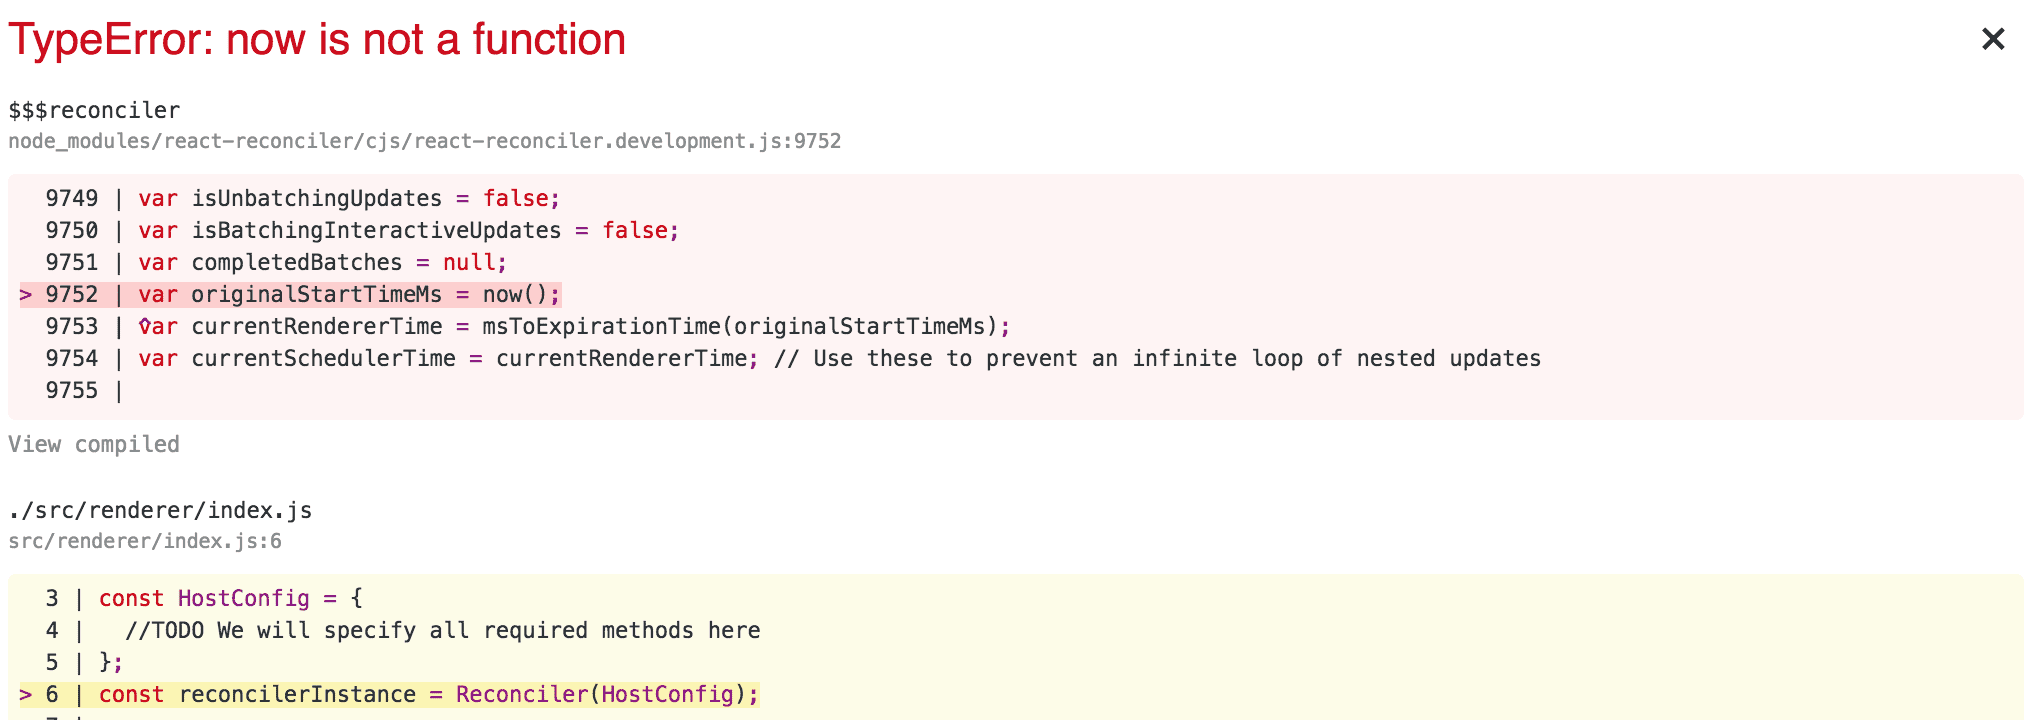 TypeError: now is not a function
×
$$$reconciler
node_modules/react-reconciler/cjs/react-reconciler.development.js:9752
9749 | var isUnbatchingUpdates = false;
9750 | var isBatchingInteractiveUpdates = false;
9751 | var completedBatches = null;
> 9752 | var originalStartTimeMs = now();
9753 | var currentRendererTime = msToExpirationTime(originalStartTimeMs);
9754 | var currentSchedulerTime = currentRendererTime; // Use these to prevent an infinite loop of nested updates
9755 |
View compiled
./src/renderer/index.js
src/renderer/index.js:6
3 | const HostConfig = {
4 |   //TODO We will specify all required methods here
5 | };
> 6 | const reconcilerInstance = Reconciler(HostConfig);